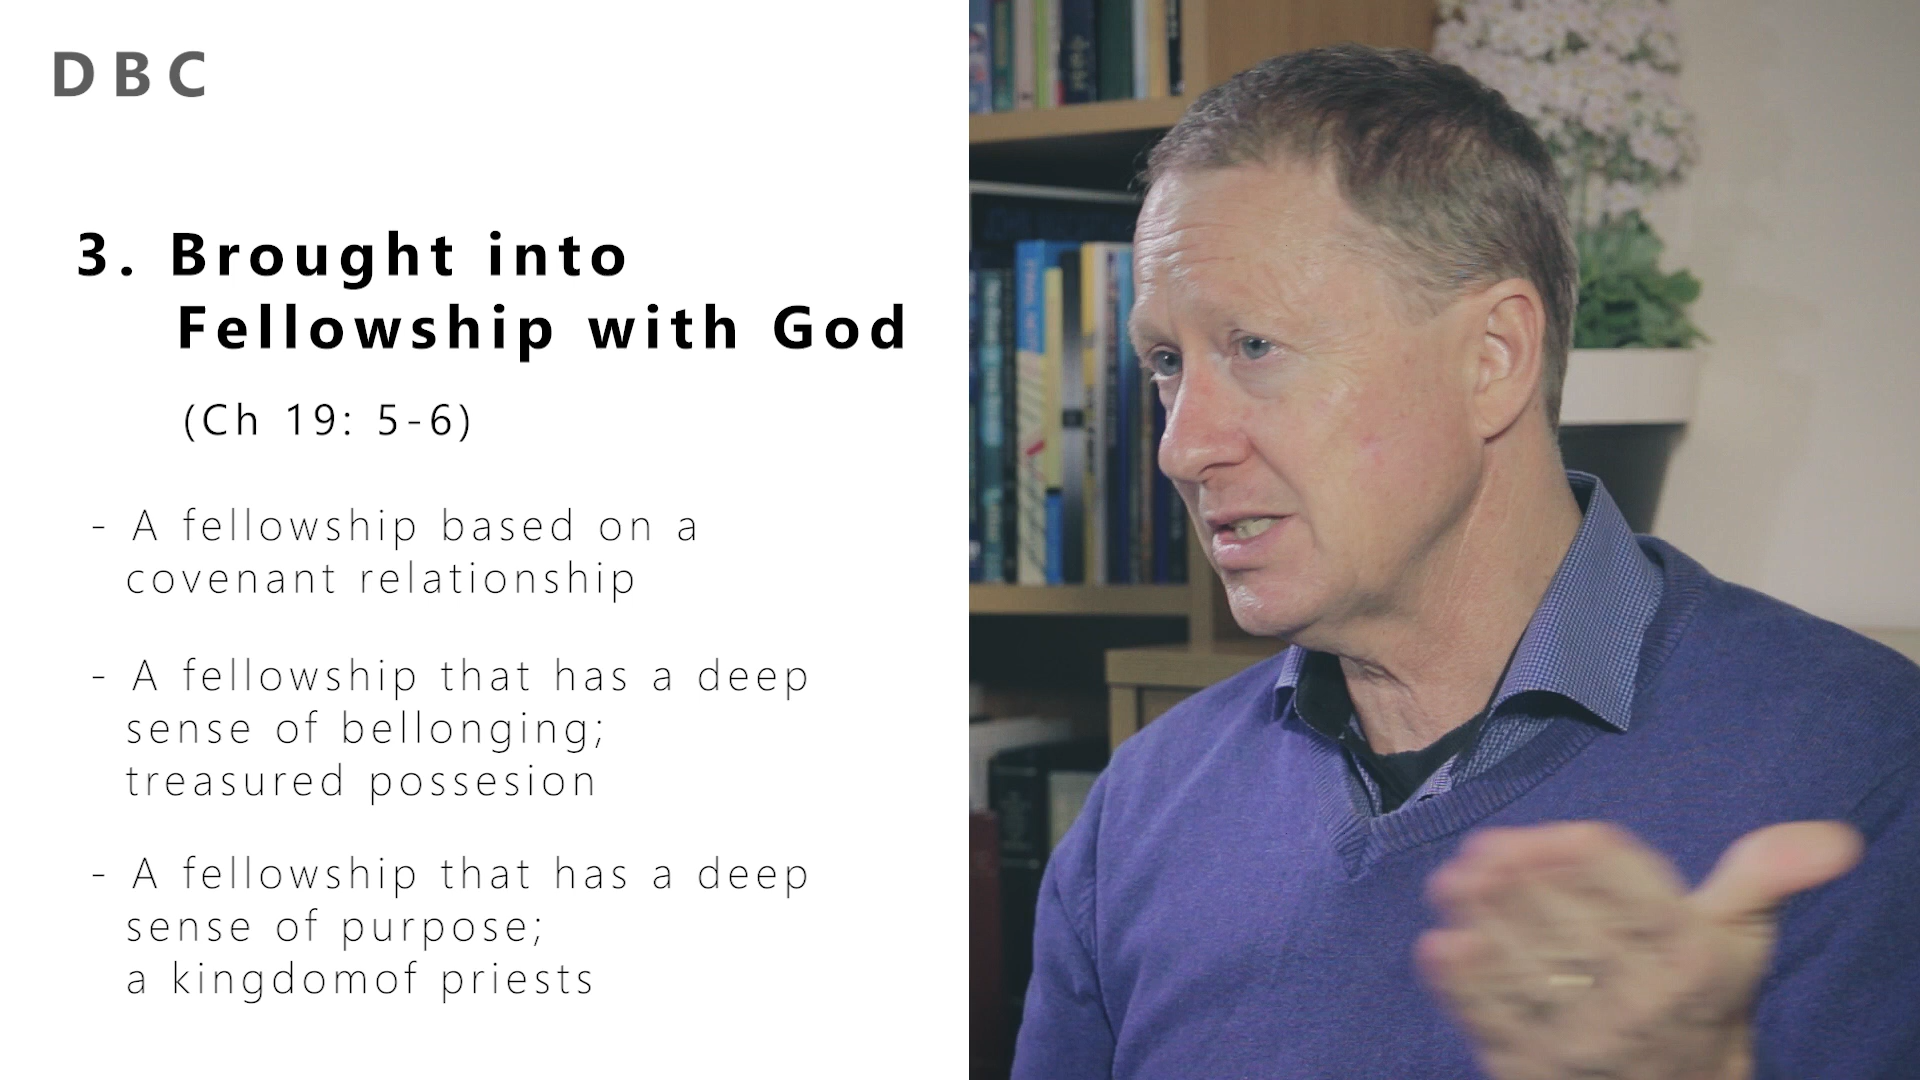 DBC
3. Brought into
Fellowship with God
(Ch 19: 5-6)
- A fellowship based on a
covenant relationship
- A fellowship that has a deep
sense of bellonging;
treasured possesion
- A fellowship that has a deep
sense of purpose;
a kingdomof priests